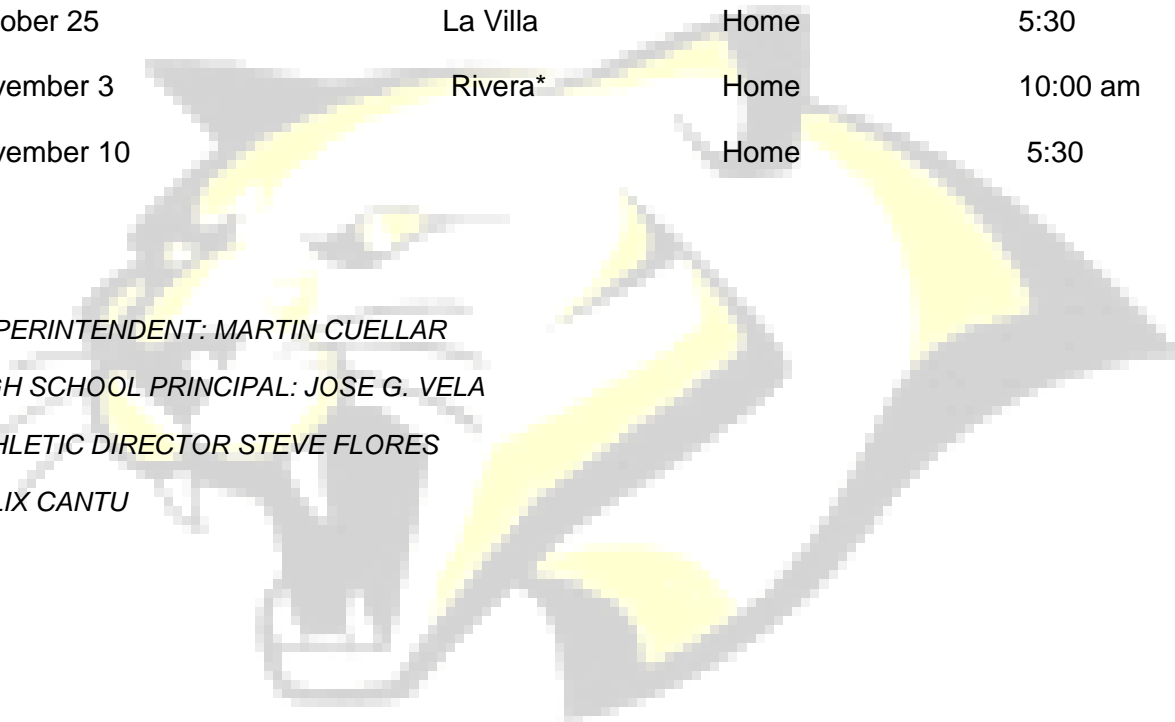 ober 25 La Villa Home 5:30
vember 3 Rivera* Home 10:00 am
vember 10 Home 5:30
PERINTENDENT: MARTIN CUELLAR
GH SCHOOL PRINCIPAL: JOSE G. VELA
HLETIC DIRECTOR STEVE FLORES
LIX CANTU